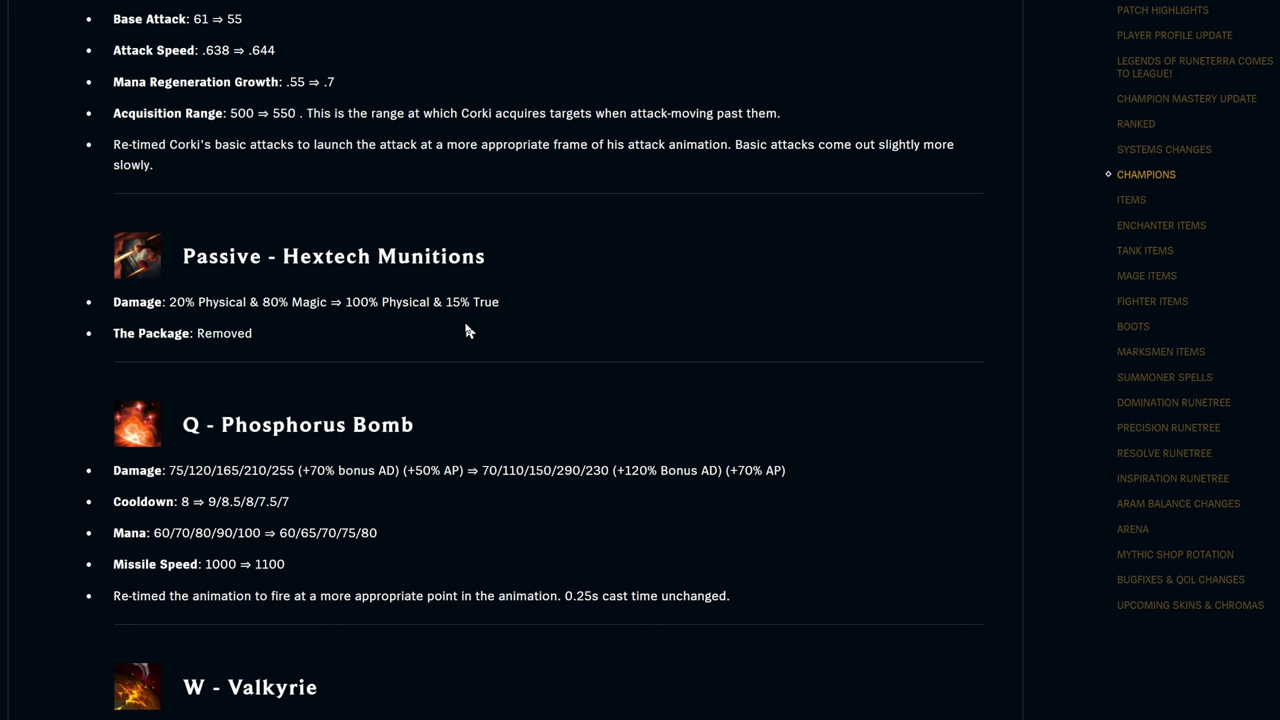 Base Attack: 61 ⇒ 55
Attack Speed: .638 ⇒ .644
Mana Regeneration Growth: .55 ⇒ .7
Acquisition Range: 500 ⇒ 550 . This is the range at which Corki acquires targets when attack-moving past them.
Re-timed Corki's basic attacks to launch the attack at a more appropriate frame of his attack animation. Basic attacks come out slightly more
slowly.
Passive - Hextech Munitions
Damage: 20% Physical & 80% Magic ⇒ 100% Physical & 15% True
The Package: Removed
Q - Phosphorus Bomb
Damage: 75/120/165/210/255 (+70% bonus AD) (+50% AP) ⇒ 70/110/150/290/230 (+120% Bonus AD) (+70% AP)
Cooldown: 8 ⇒ 9/8.5/8/7.5/7
Mana: 60/70/80/90/100 ⇒ 60/65/70/75/80
Missile Speed: 1000 ⇒ 1100
Re-timed the animation to fire at a more appropriate point in the animation. 0.25s cast time unchanged.
W - Valkyrie
PATCH HIGHLIGHTS
PLAYER PROFILE UPDATE
LEGENDS OF RUNETERRA COMES
TO LEAGUE!
CHAMPION MASTERY UPDATE
RANKED
SYSTEMS CHANGES
CHAMPIONS
ITEMS
ENCHANTER ITEMS
TANK ITEMS
MAGE ITEMS
FIGHTER ITEMS
BOOTS
MARKSMEN ITEMS
SUMMONER SPELLS
DOMINATION RUNETREE
PRECISION RUNETREE
RESOLVE RUNETREE
INSPIRATION RUNETREE
ARAM BALANCE CHANGES
ARENA
MYTHIC SHOP ROTATION
BUGFIXES & QOL CHANGES
UPCOMING SKINS & CHROMAS